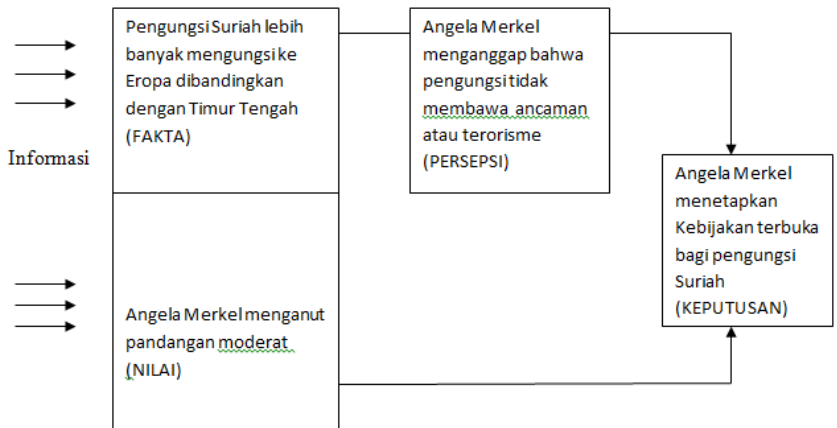 Pengungsi Suriah lebih
banyak mengungsi ke
Eropa dibandingkan
dengan Timur Tengah
(FAKTA)
Angela Merkel
menganggap bahwa
pengungsi tidak
membawa ancaman
atau terorisme
(PERSEPSI)
Informasi
Angela Merkel
menetapkan
Kebijakan terbuka
bagi pengungsi
Suriah
(KEPUTUSAN)
Angela Merkel menganut
pandangan moderat
(NILAI)